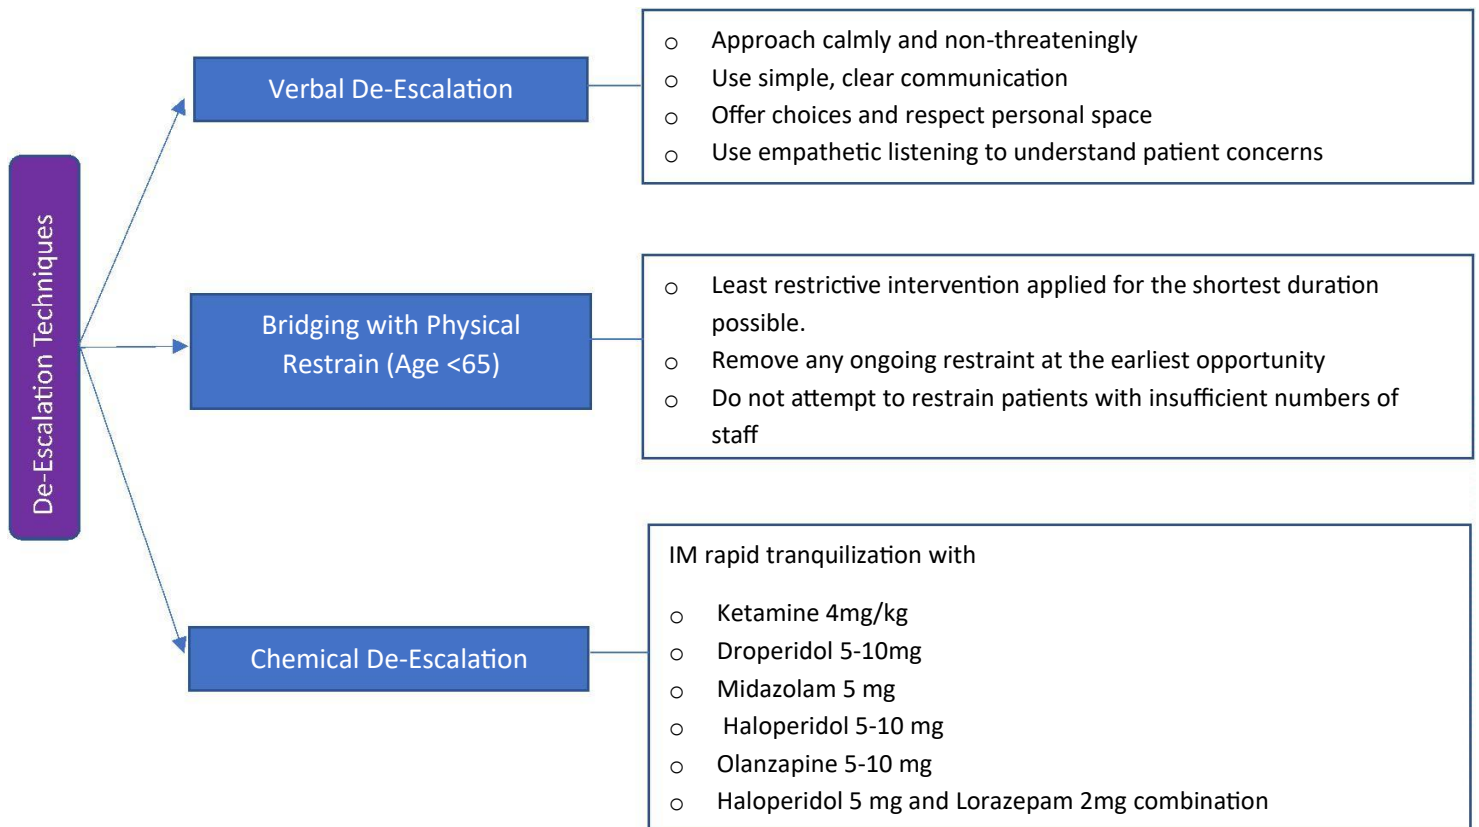 De-Escalation Techniques
Verbal De-Escalation
o Approach calmly and non-threateningly
o Use simple, clear communication
o Offer choices and respect personal space
o Use empathetic listening to understand patient concerns
Bridging with Physical
Restrain (Age <65)
o Least restrictive intervention applied for the shortest duration
possible.
o Remove any ongoing restraint at the earliest opportunity
o Do not attempt to restrain patients with insufficient numbers of
staff
Chemical De-Escalation
IM rapid tranquilization with
o Ketamine 4mg/kg
o Droperidol 5-10mg
o Midazolam 5 mg
o Haloperidol 5-10 mg
o Olanzapine 5-10 mg
o Haloperidol 5 mg and Lorazepam 2mg combination